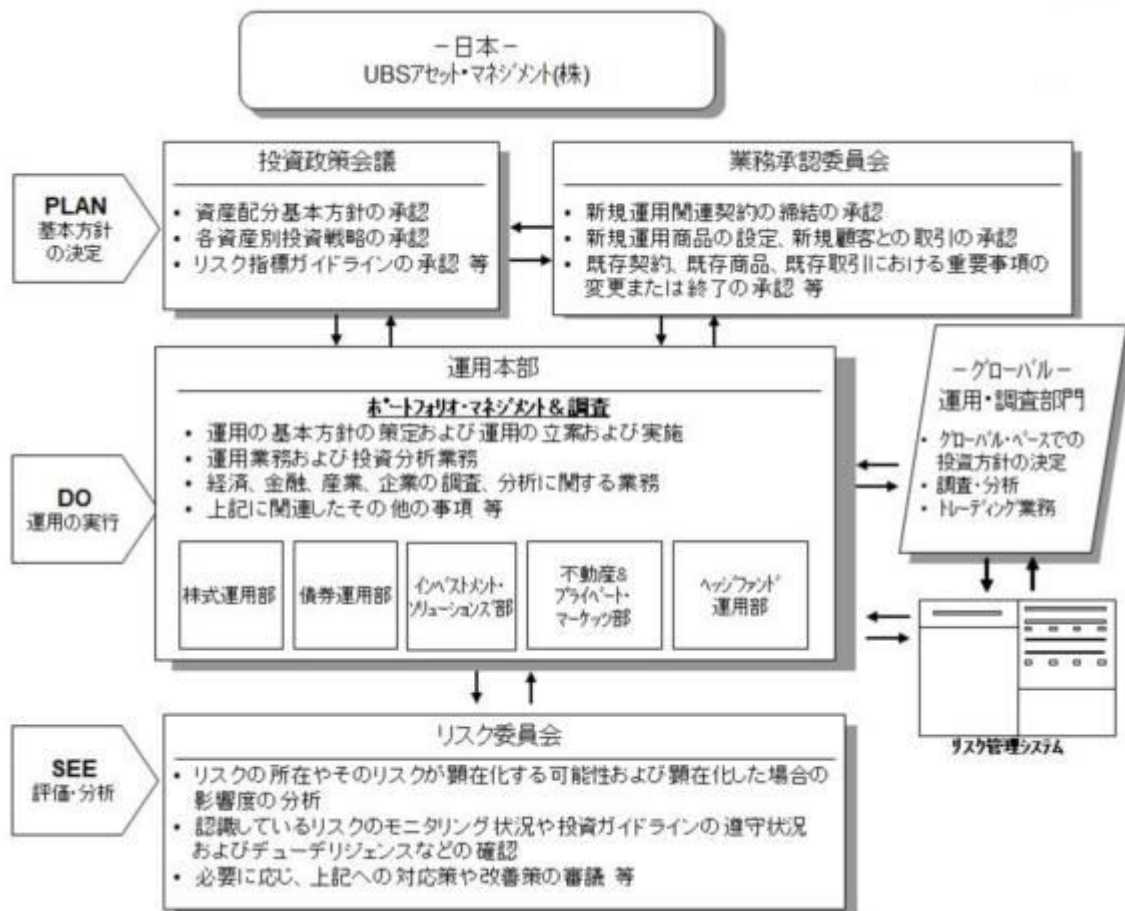 －日本－
UBSアセット・マネジメント(株)
投資政策会議
・ 資産配分基本方針の承認
・ 各資産別投資戦略の承認
・ リスク指標ガイドラインの承認 等
業務承認委員会
・ 新規運用関連契約の締結の承認
・ 新規運用商品の設定、新規顧客との取引の承認
・ 既存契約、既存商品、既存取引における重要事項の
変更または終了の承認 等
PLAN
基本方針
の決定
運用本部
ポートフォリオ・マネジメント＆調査
・ 運用の基本方針の策定および運用の立案および実施
・ 運用業務および投資分析業務
・ 経済、金融、産業、企業の調査、分析に関する業務
・ 上記に関連したその他の事項 等
DO
運用の実行
株式運用部
債券運用部
インベストメント・
ソリューションズ部
不動産&
プライベート・
マーケッツ部
ヘッジファンド
運用部
－グローバル－
運用・調査部門
・ グローバル・ベースでの
投資方針の決定
・ 調査・分析
・ トレーディング業務
リスク管理システム
SEE
評価・分析
リスク委員会
・ リスクの所在やそのリスクが顕在化する可能性および顕在化した場合の
影響度の分析
・ 認識しているリスクのモニタリング状況や投資ガイドラインの遵守状況
およびデューデリジェンスなどの確認
・ 必要に応じ、上記への対応策や改善策の審議 等